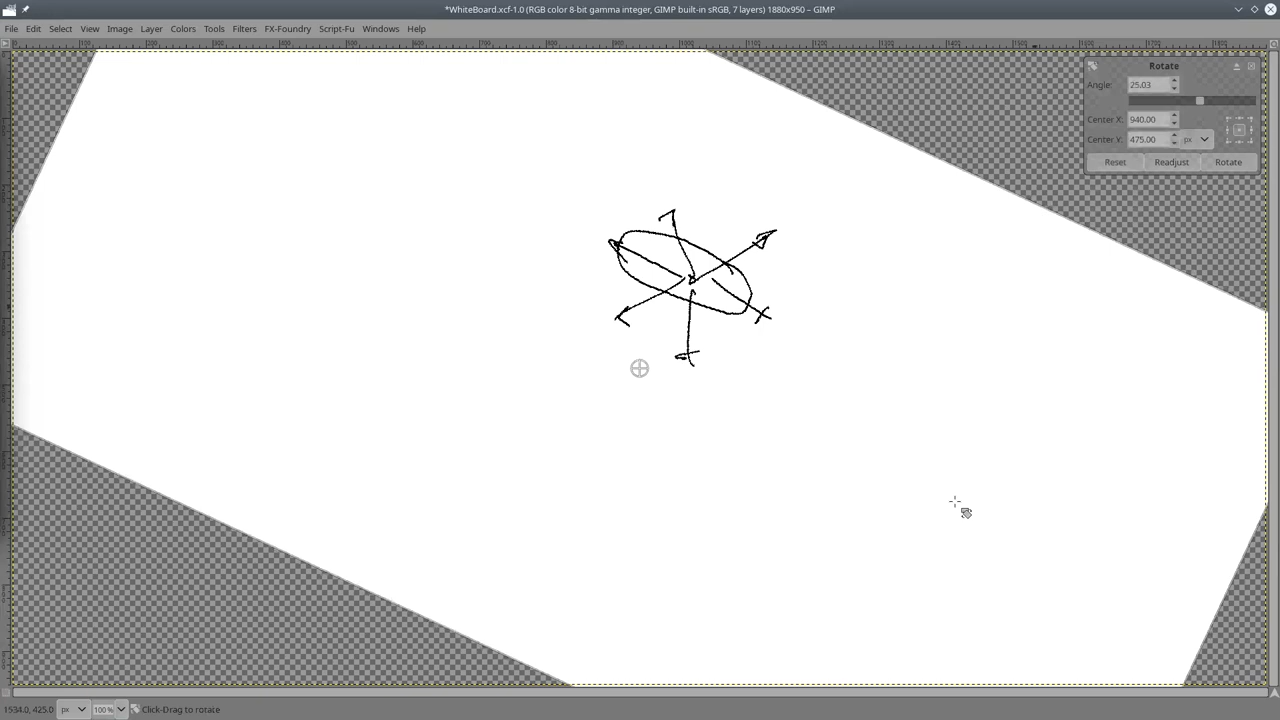 *WhiteBoard.xcf-1.0 (RGB color 8-bit gamma integer, GIMP built-in sRGB, 7 layers) 1880x950 – GIMP
File Edit Select View Image Layer Colors Tools Filters FX-Foundry Script-Fu Windows Help
Rotate
Angle: 25.03
Center X: 940.00
Center Y: 475.00 px
Reset Readjust Rotate
1534.0, 425.0 px 100% Click-Drag to rotate